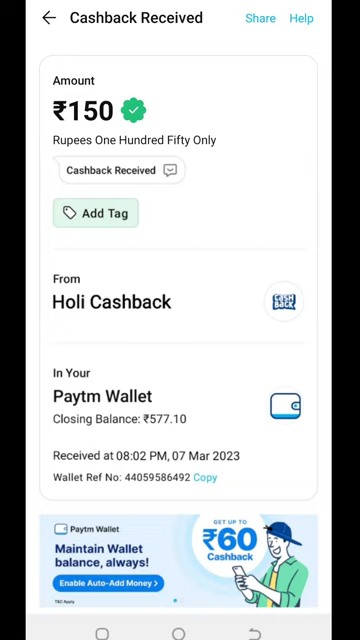 Cashback Received
Share
Help
Amount
₹150
Rupees One Hundred Fifty Only
Cashback Received
Add Tag
From
Holi Cashback
CASH
BACK
In Your
Paytm Wallet
Closing Balance: ₹577.10
Received at 08:02 PM, 07 Mar 2023
Wallet Ref No: 44059586492 Copy
Paytm Wallet
Maintain Wallet
balance, always!
Enable Auto-Add Money >
T&C Apply
GET UP TO
₹60
Cashback